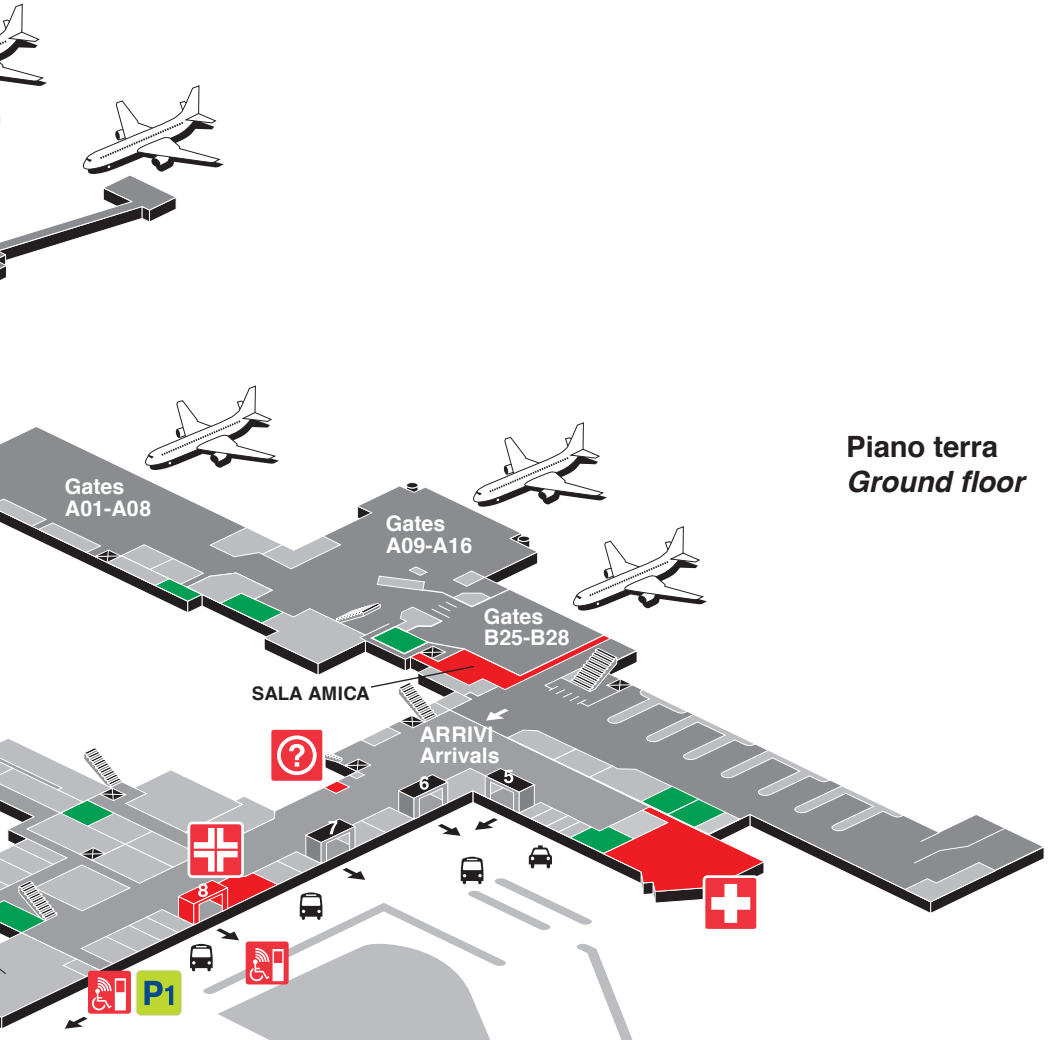 Piano terra
Ground floor
Gates
A01-A08
Gates
A09-A16
Gates
B25-B28
SALA AMICA
ARRIVI
Arrivals
?
5
6
7
8
P1